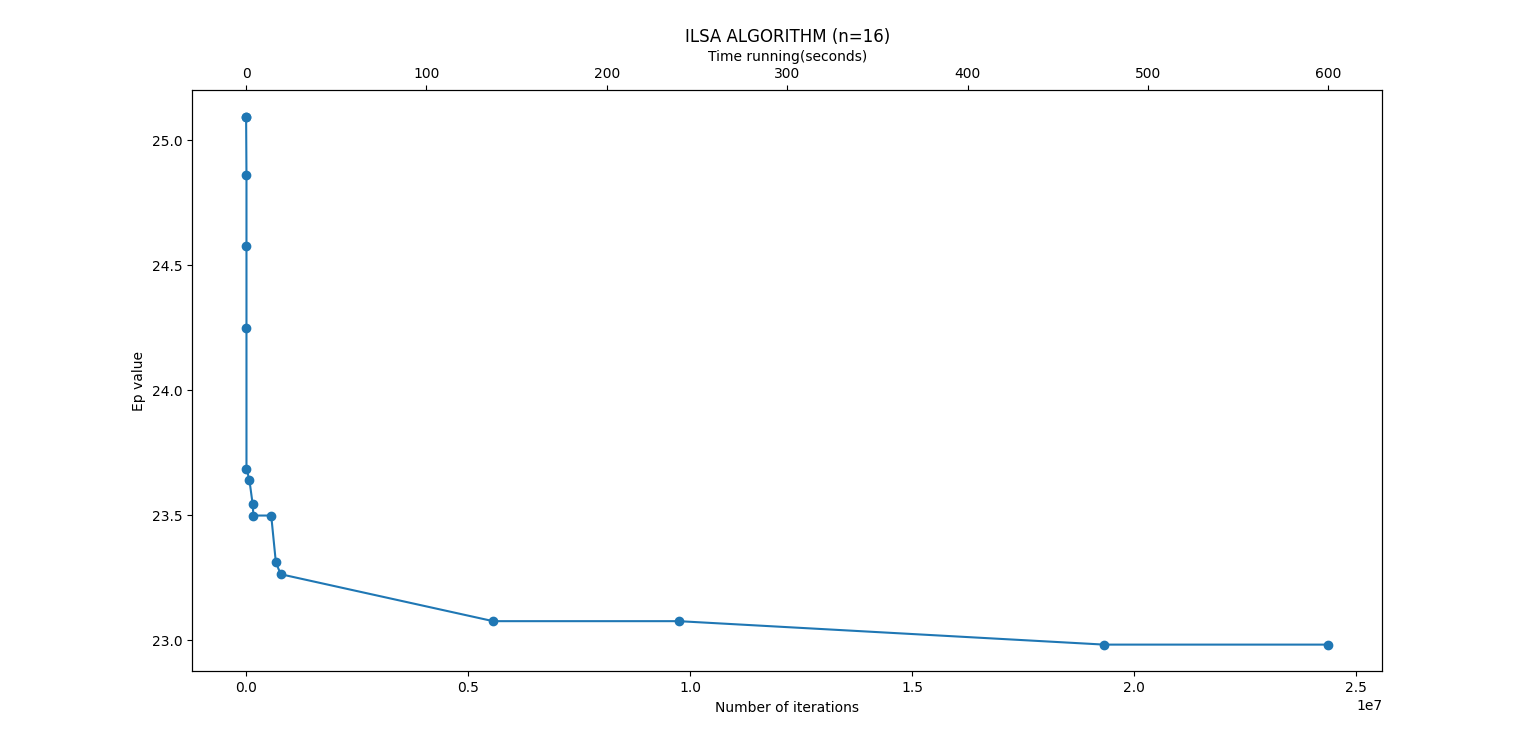 ILSA ALGORITHM (n=16)
Time running(seconds)
0 100 200 300 400 500 600
25.0
24.5
24.0
23.5
23.0
Ep value
0.0 0.5 1.0 1.5 2.0 2.5
1e7
Number of iterations